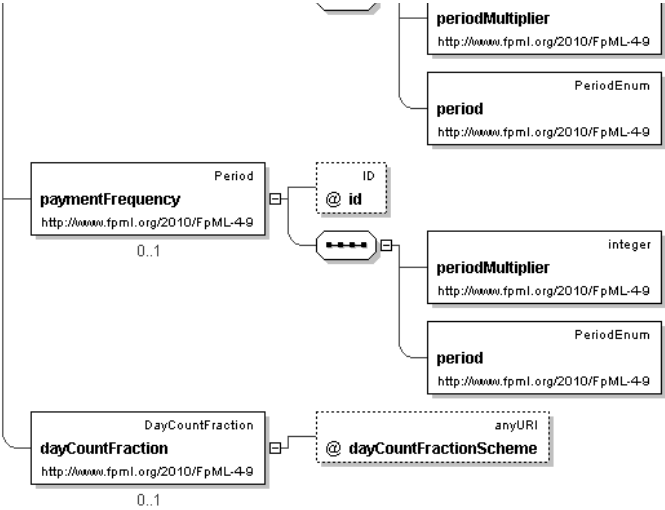 periodMultiplier
http://www.fpml.org/2010/FpML-4-9
PeriodEnum
period
http://www.fpml.org/2010/FpML-4-9
Period
paymentFrequency
http://www.fpml.org/2010/FpML-4-9
0..1
ID
@ id
integer
periodMultiplier
http://www.fpml.org/2010/FpML-4-9
PeriodEnum
period
http://www.fpml.org/2010/FpML-4-9
DayCountFraction
dayCountFraction
http://www.fpml.org/2010/FpML-4-9
0..1
anyURI
@ dayCountFractionScheme